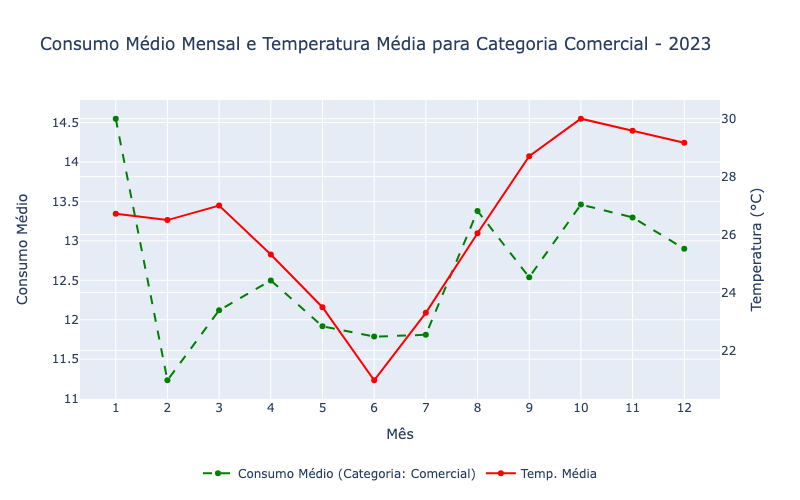 Consumo Médio Mensal e Temperatura Média para Categoria Comercial - 2023
14.5
14
13.5
13
12.5
12
11.5
11
Consumo Médio
30
28
26
24
22
Temperatura (°C)
1 2 3 4 5 6 7 8 9 10 11 12
Mês
Consumo Médio (Categoria: Comercial) Temp. Média